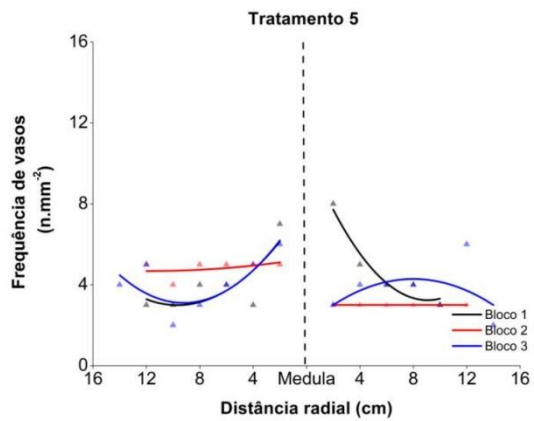 Tratamento 5
Frequência de vasos
(n.mm⁻²)
16
12
8
4
0
16 12 8 4 Medula 4 8 12 16
Distância radial (cm)
Bloco 1
Bloco 2
Bloco 3